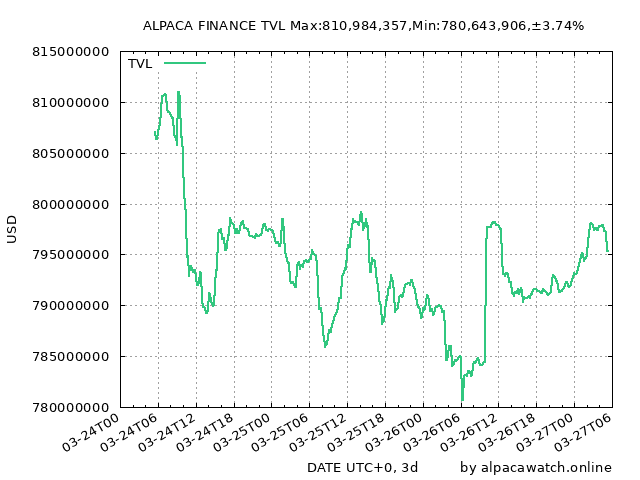 ALPACA FINANCE TVL Max:810,984,357,Min:780,643,906,±3.74%
TVL
USD
815000000
810000000
805000000
800000000
795000000
790000000
785000000
780000000
03-24T00
03-24T06
03-24T12
03-24T18
03-25T00
03-25T06
03-25T12
03-25T18
03-26T00
03-26T06
03-26T12
03-26T18
03-27T00
03-27T06
DATE UTC+0, 3d
by alpacawatch.online